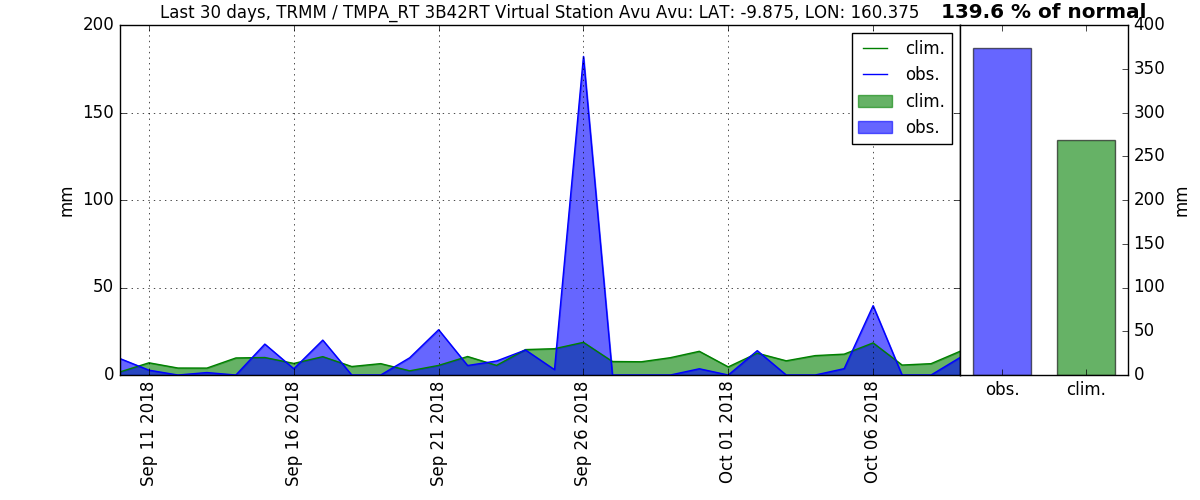 Last 30 days, TRMM / TMPA_RT 3B42RT Virtual Station Avu Avu: LAT: -9.875, LON: 160.375
139.6 % of normal
200
150
100
50
0
mm
clim.
obs.
clim.
obs.
Sep 11 2018
Sep 16 2018
Sep 21 2018
Sep 26 2018
Oct 01 2018
Oct 06 2018
400
350
300
250
200
150
100
50
0
mm
obs.
clim.